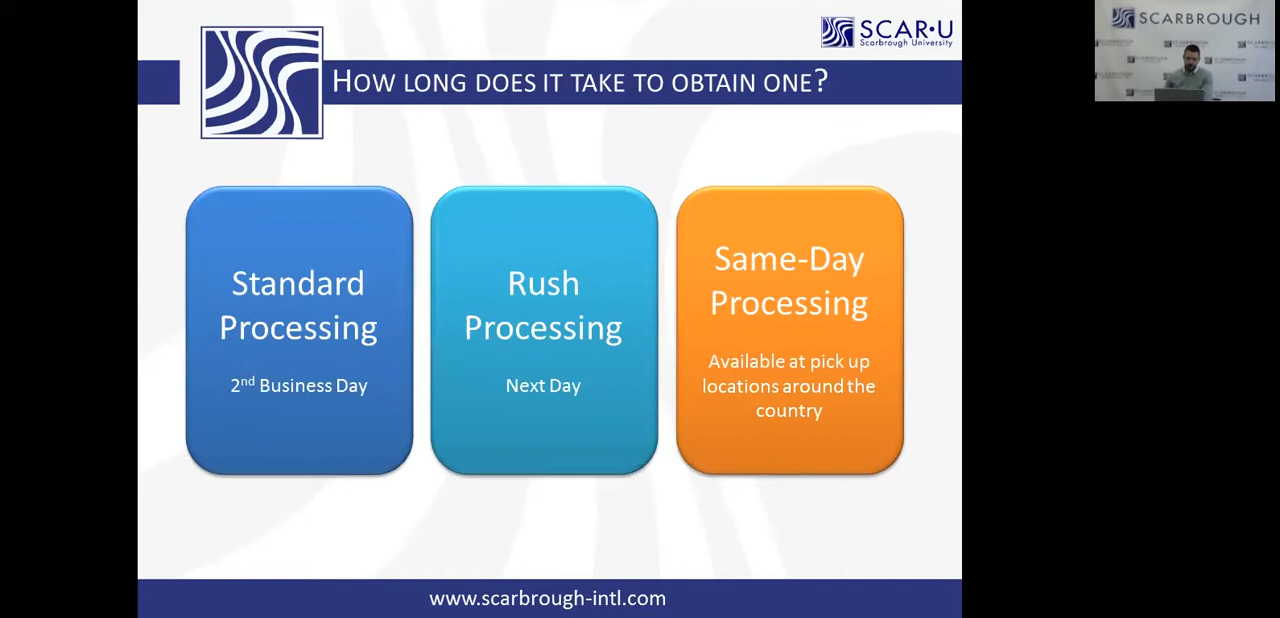 SCAR·U
Scarbrough University
HOW LONG DOES IT TAKE TO OBTAIN ONE?
Standard
Processing
2nd Business Day
Rush
Processing
Next Day
Same-Day
Processing
Available at pick up
locations around the
country
www.scarbrough-intl.com
SCARBROUGH